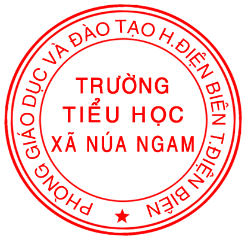 PHÒNG GIÁO DỤC VÀ ĐÀO TẠO H.ĐIỆN BIÊN T.ĐIỆN BIÊN
TRƯỜNG
TIỂU HỌC
XÃ NÚA NGAM